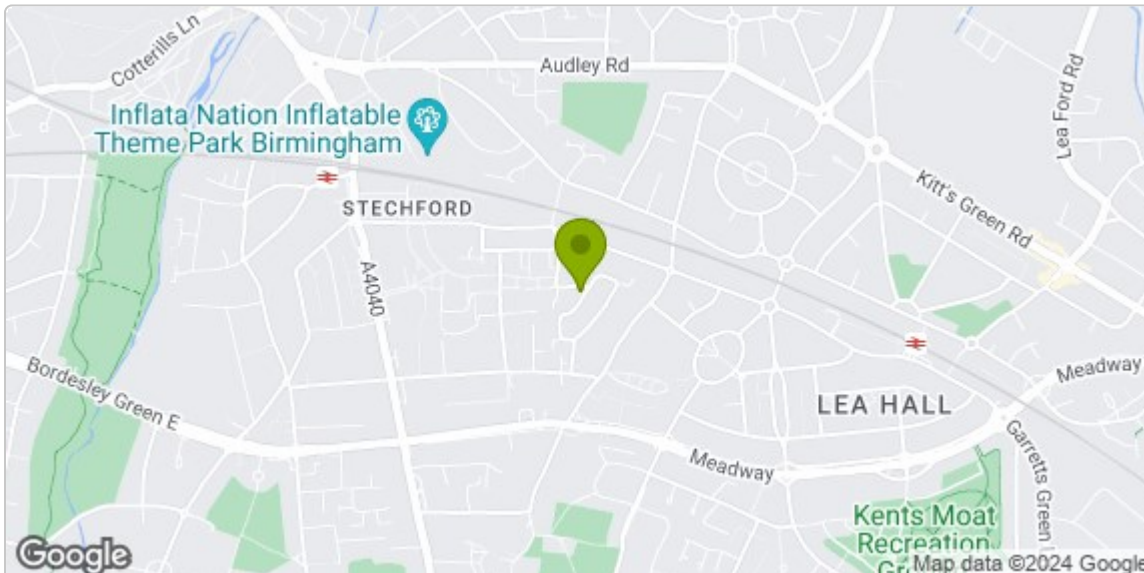 Cotterills Ln
Audley Rd
Lea Ford Rd
Inflata Nation Inflatable
Theme Park Birmingham
Kitt's Green Rd
STECHFORD
A4040
Bordesley Green E
Meadway
LEA HALL
Meadway
Garretts Green L
Kents Moat
Recreation
Google
Map data ©2024 Google